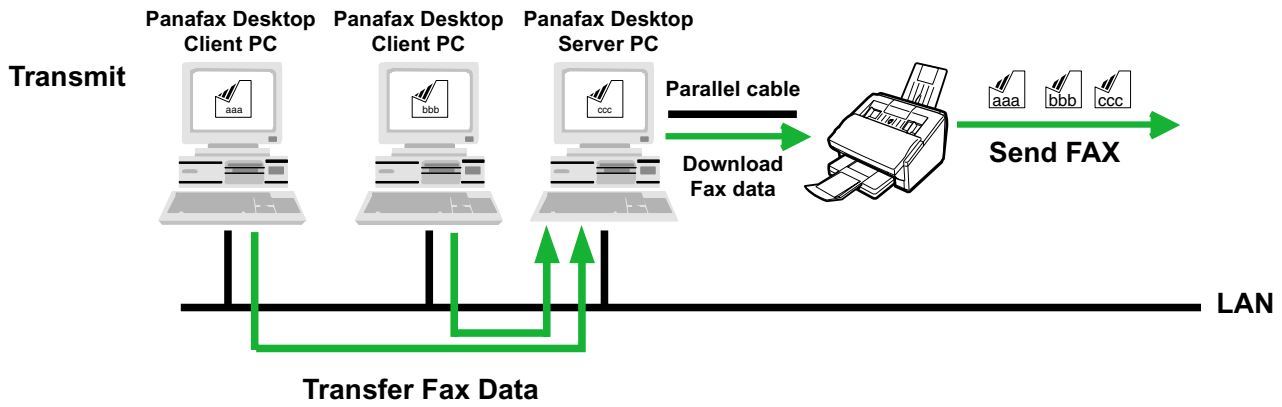 Panafax Desktop
Client PC
Panafax Desktop
Client PC
Panafax Desktop
Server PC
Transmit
aaa
bbb
ccc
Parallel cable
Download
Fax data
aaa
bbb
ccc
Send FAX
LAN
Transfer Fax Data